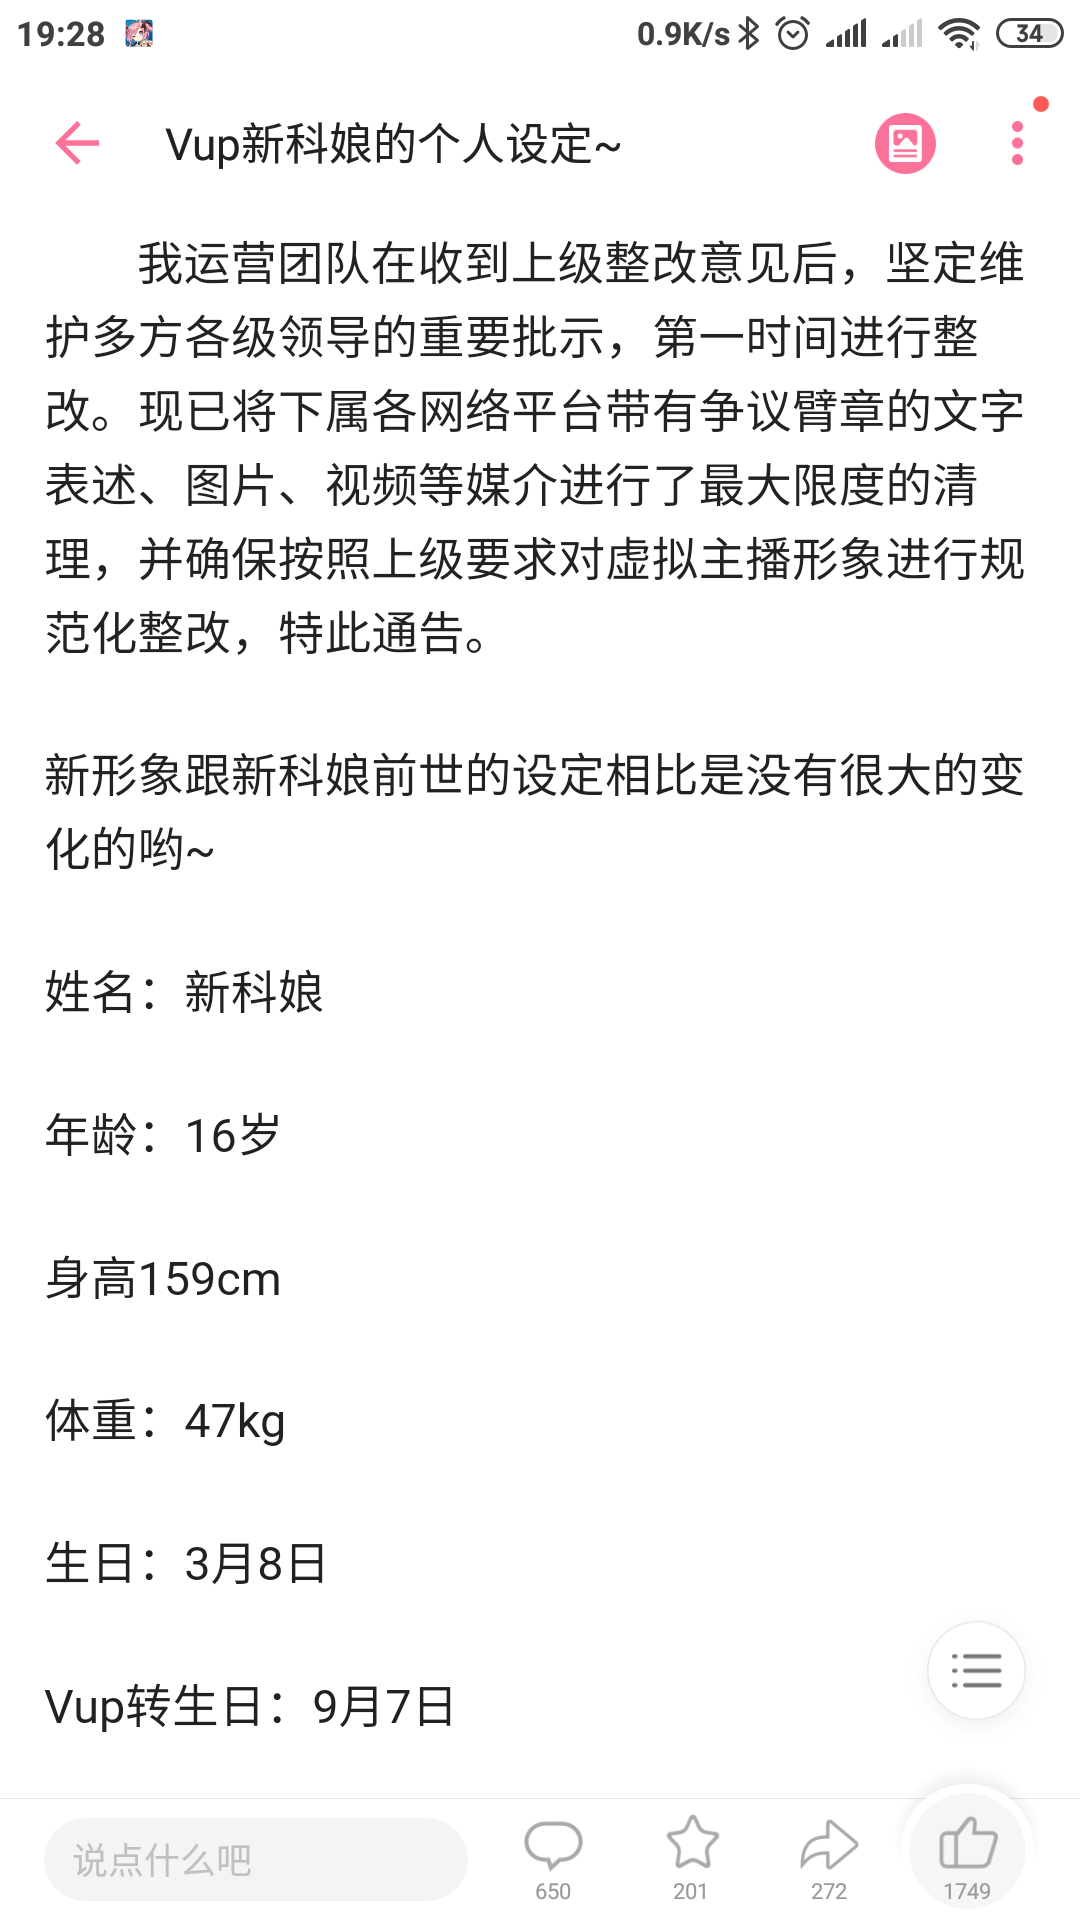 19:28
0.9K/s
34
Vup新科娘的个人设定~
我运营团队在收到上级整改意见后，坚定维
护多方各级领导的重要批示，第一时间进行整
改。现已将下属各网络平台带有争议臂章的文字
表述、图片、视频等媒介进行了最大限度的清
理，并确保按照上级要求对虚拟主播形象进行规
范化整改，特此通告。
新形象跟新科娘前世的设定相比是没有很大的变
化的哟~
姓名：新科娘
年龄：16岁
身高159cm
体重：47kg
生日：3月8日
Vup转生日：9月7日
说点什么吧
650
201
272
1749